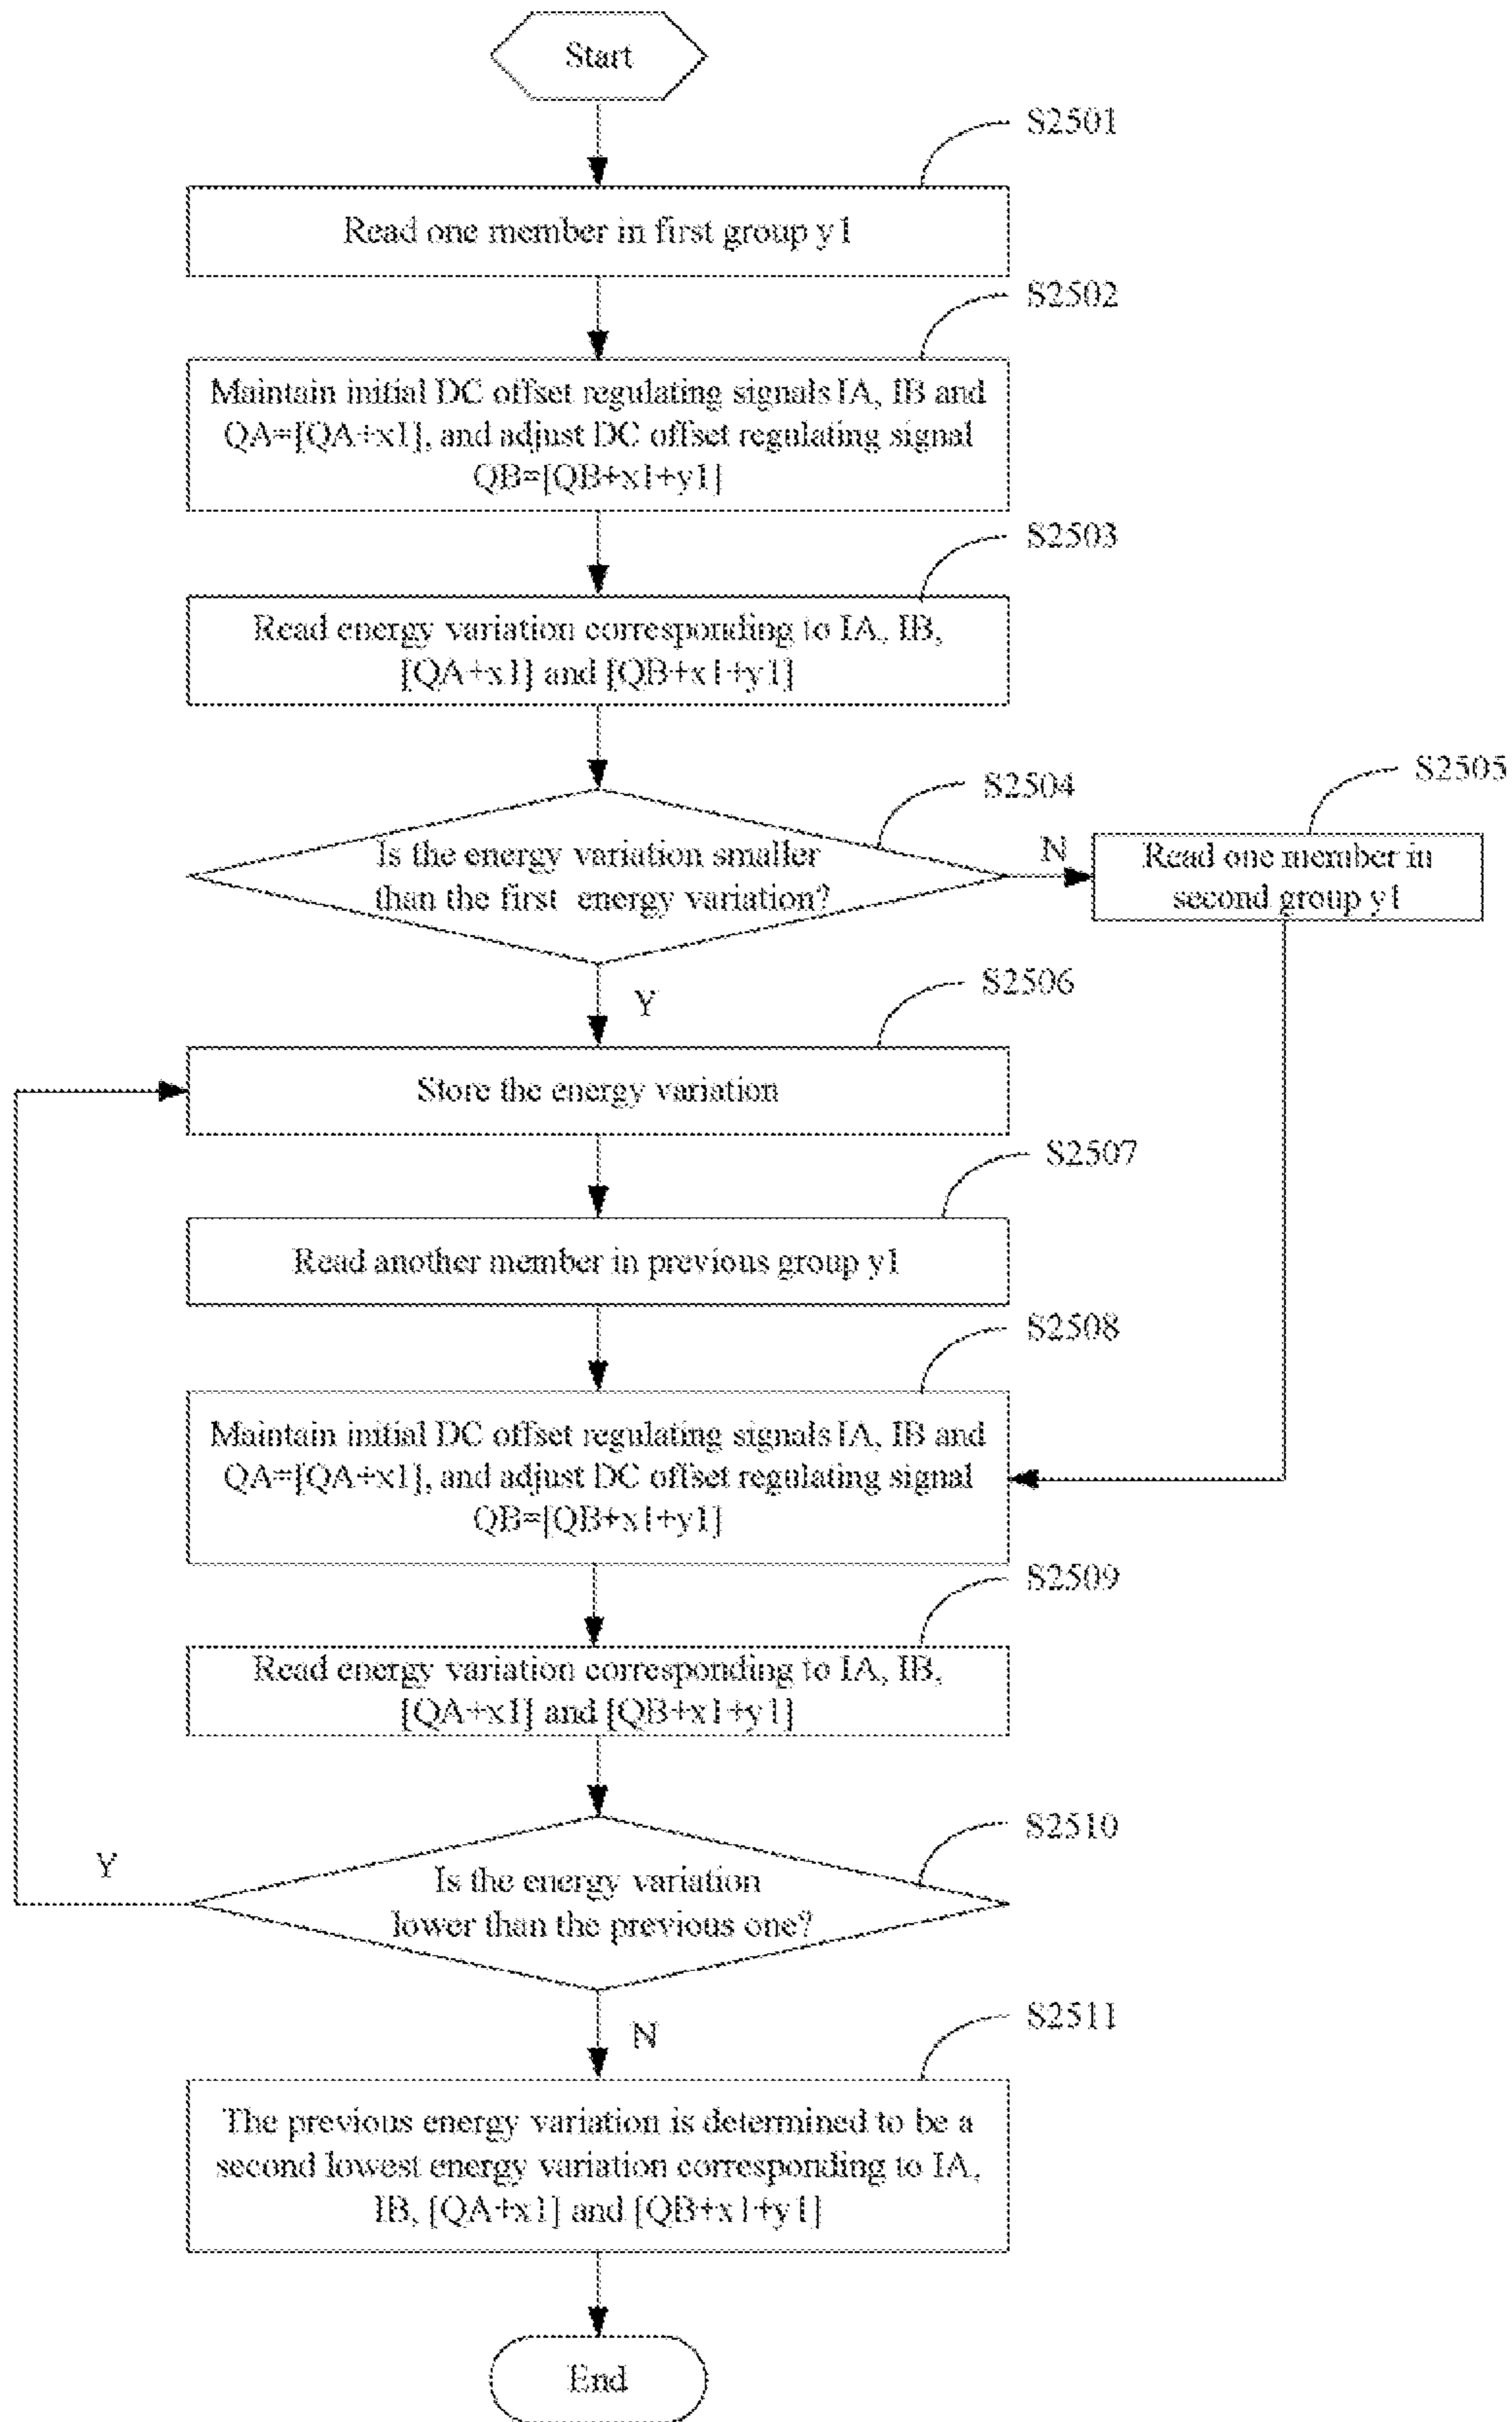 Start
S2501
Read one member in first group y1
S2502
Maintain initial DC offset regulating signals IA, IB and
QA=[QA+x1], and adjust DC offset regulating signal
QB=[QB+x1+y1]
S2503
Read energy variation corresponding to IA, IB,
[QA+x1] and [QB+x1+y1]
S2504
Is the energy variation smaller
than the first energy variation?
N
S2505
Read one member in
second group y1
Y
S2506
Store the energy variation
S2507
Read another member in previous group y1
S2508
Maintain initial DC offset regulating signals IA, IB and
QA=[QA+x1], and adjust DC offset regulating signal
QB=[QB+x1+y1]
S2509
Read energy variation corresponding to IA, IB,
[QA+x1] and [QB+x1+y1]
S2510
Is the energy variation
lower than the previous one?
Y
N
S2511
The previous energy variation is determined to be a
second lowest energy variation corresponding to IA,
IB, [QA+x1] and [QB+x1+y1]
End